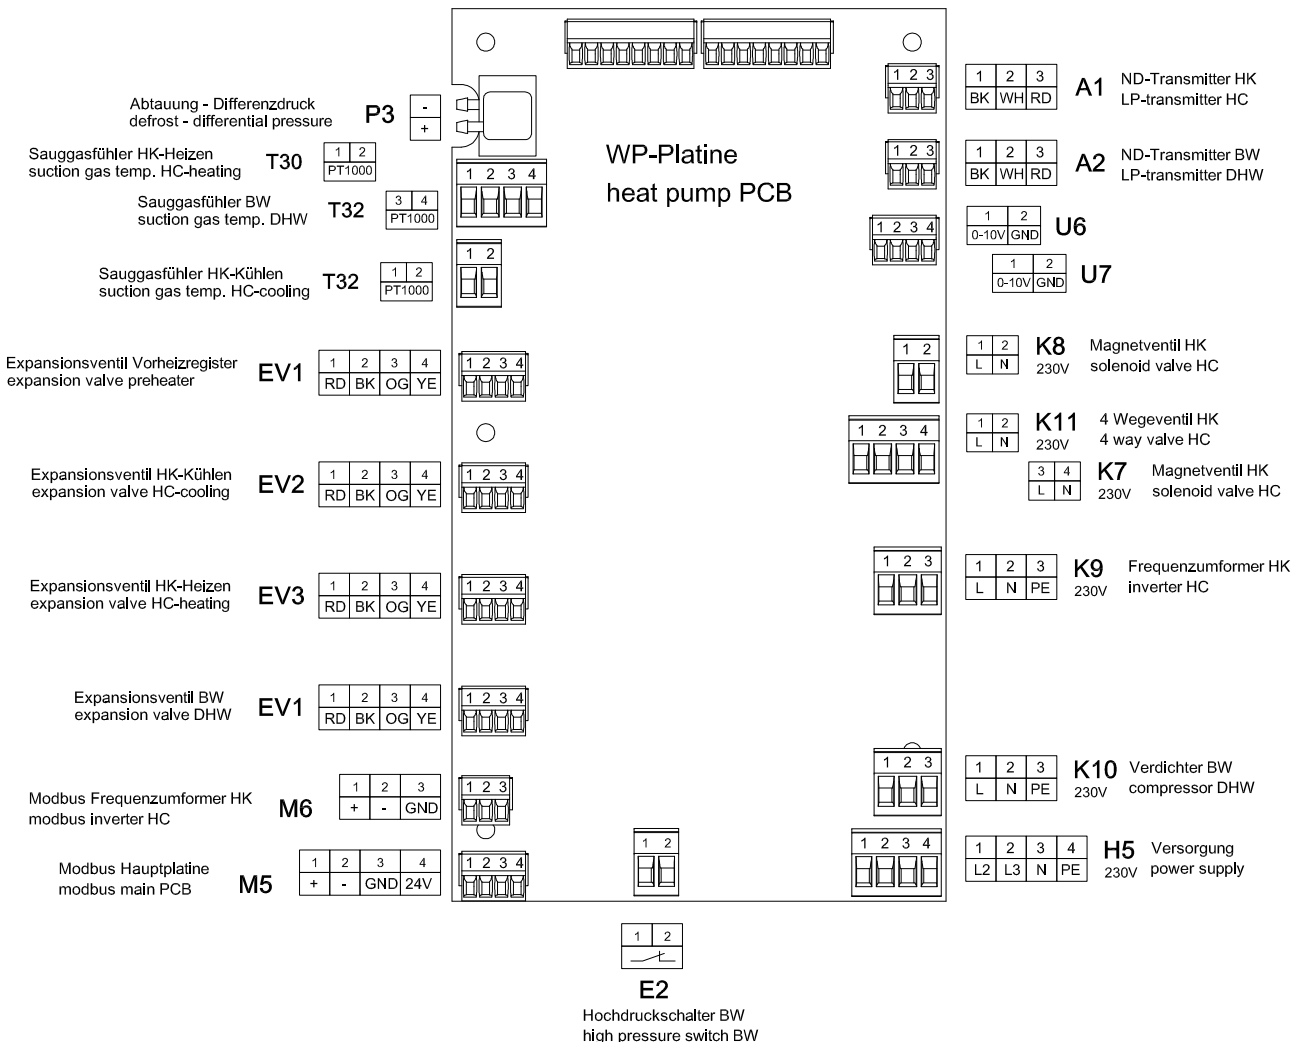 WP-Platine
heat pump PCB
Abtauung - Differenzdruck
defrost - differential pressure
P3
-
+
Sauggasfühler HK-Heizen
suction gas temp. HC-heating
T30
1 2
PT1000
Sauggasfühler BW
suction gas temp. DHW
T32
3 4
PT1000
1 2 3 4
Sauggasfühler HK-Kühlen
suction gas temp. HC-cooling
T32
1 2
PT1000
1 2
Expansionsventil Vorheizregister
expansion valve preheater
EV1
1 2 3 4
RD BK OG YE
1 2 3 4
Expansionsventil HK-Kühlen
expansion valve HC-cooling
EV2
1 2 3 4
RD BK OG YE
1 2 3 4
Expansionsventil HK-Heizen
expansion valve HC-heating
EV3
1 2 3 4
RD BK OG YE
1 2 3 4
Expansionsventil BW
expansion valve DHW
EV1
1 2 3 4
RD BK OG YE
1 2 3 4
Modbus Frequenzumformer HK
modbus inverter HC
M6
1 2 3
+ - GND
1 2 3
Modbus Hauptplatine
modbus main PCB
M5
1 2 3 4
+ - GND 24V
1 2 3 4
1 2
1 2
E2
Hochdruckschalter BW
high pressure switch BW
1 2 3
1 2 3
BK WH RD
A1
ND-Transmitter HK
LP-transmitter HC
1 2 3
1 2 3
BK WH RD
A2
ND-Transmitter BW
LP-transmitter DHW
1 2 3 4
1 2
0-10V GND
U6
1 2
0-10V GND
U7
1 2
1 2
L N
K8
230V
Magnetventil HK
solenoid valve HC
1 2 3 4
1 2
L N
K11
230V
4 Wegeventil HK
4 way valve HC
3 4
L N
K7
230V
Magnetventil HK
solenoid valve HC
1 2 3
1 2 3
L N PE
K9
230V
Frequenzumformer HK
inverter HC
1 2 3
1 2 3
L N PE
K10
230V
Verdichter BW
compressor DHW
1 2 3 4
1 2 3 4
L2 L3 N PE
H5
230V
Versorgung
power supply